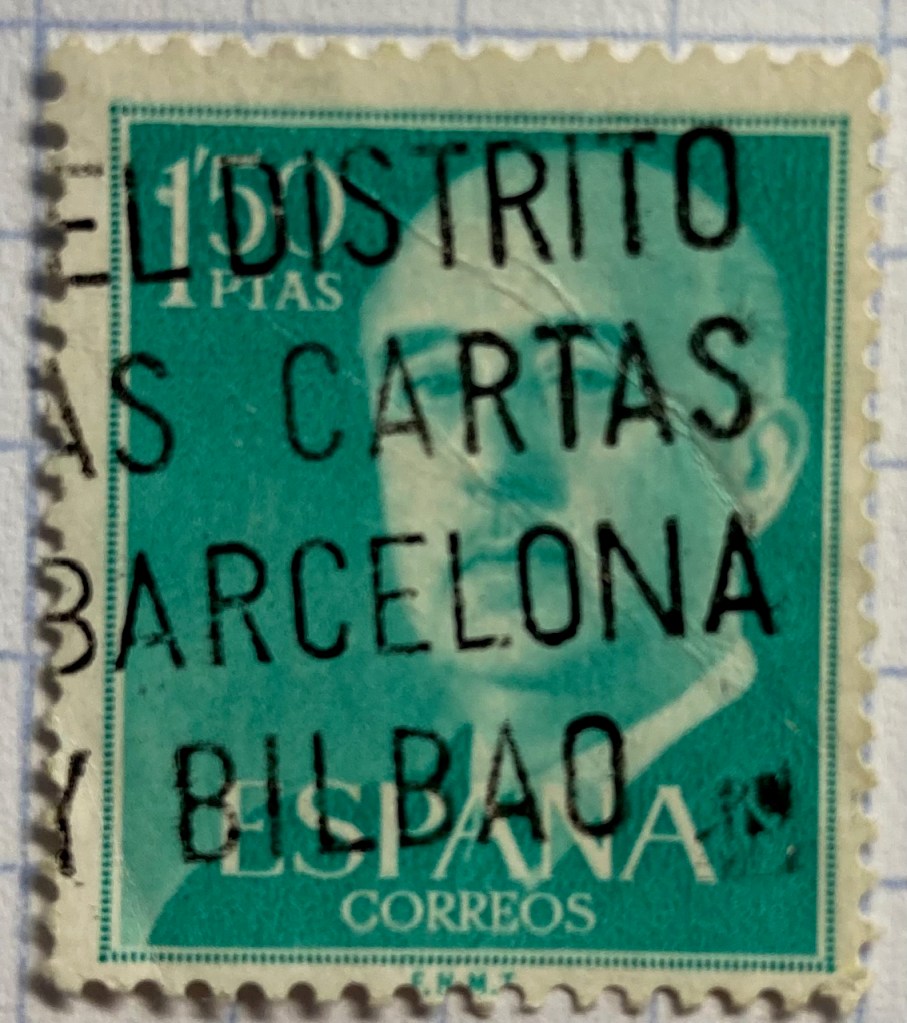 1'50
PTAS
EL DISTRITO
AS CARTAS
BARCELONA
Y BILBAO
ESPAÑA
CORREOS
F.N.M.T.